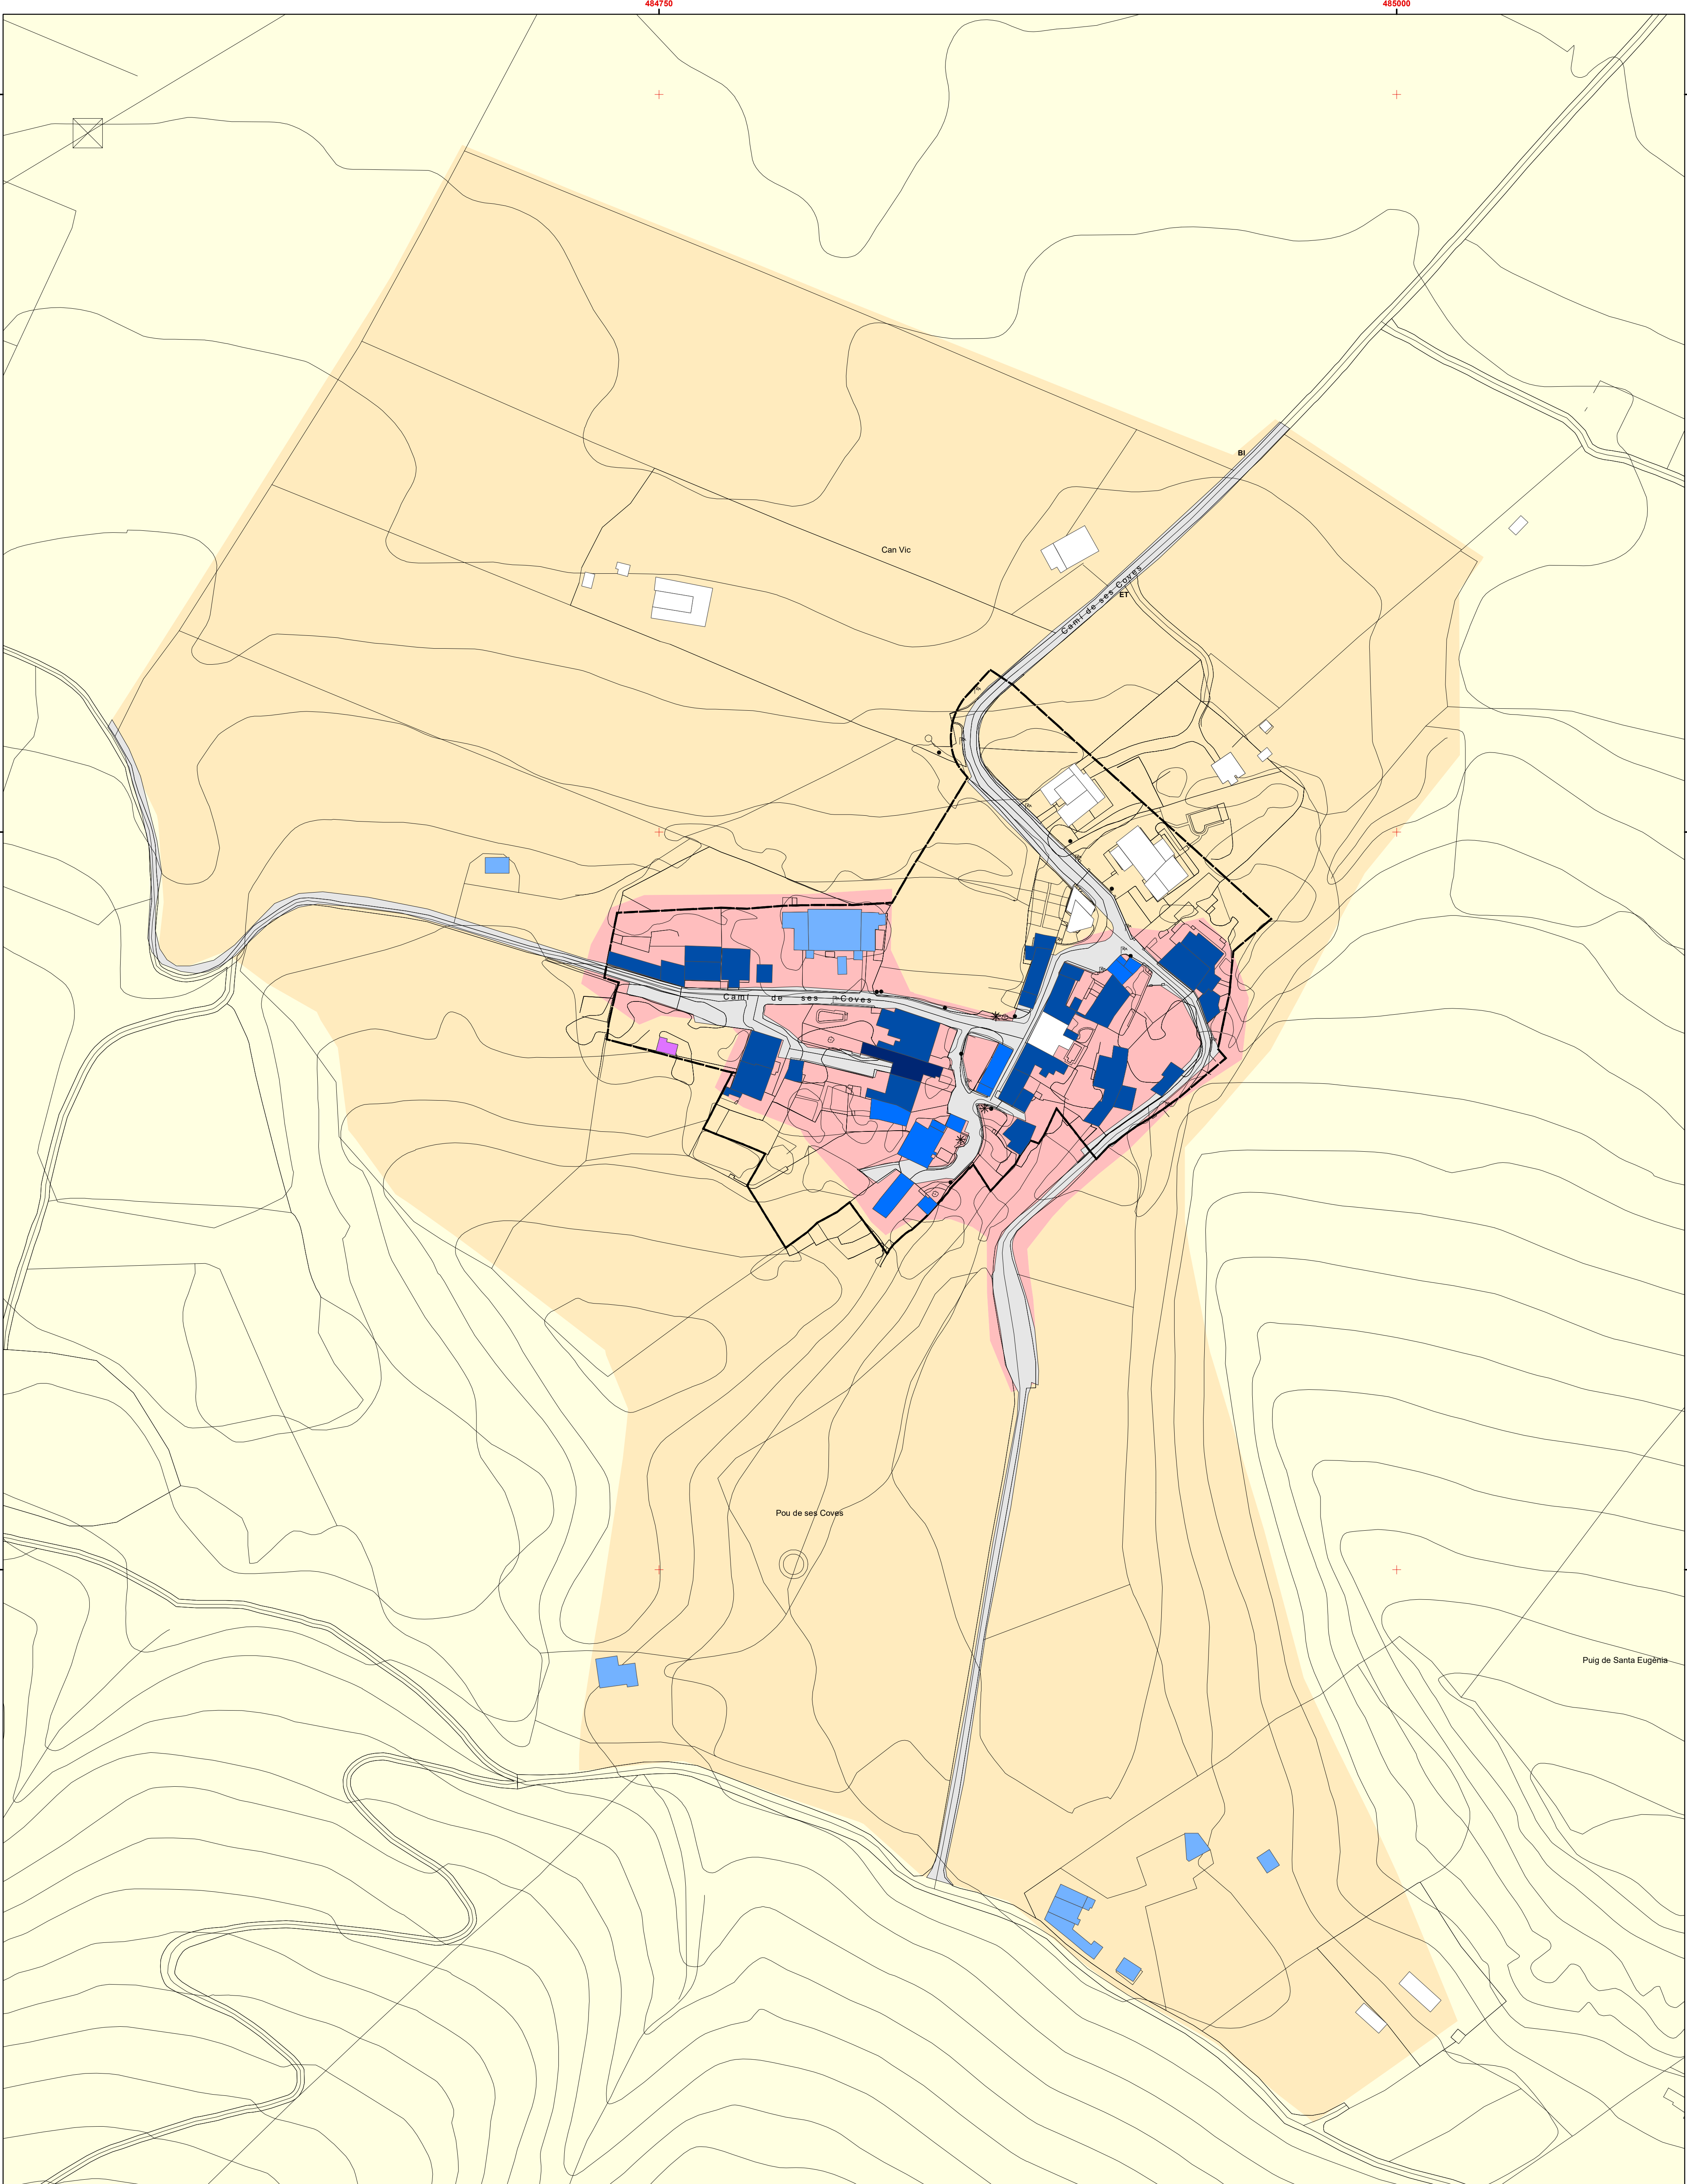 484750 485000
BI
Can Vic
Camí de ses Coves
ET
Camí de ses Coves
Pou de ses Coves
Puig de Santa Eugènia